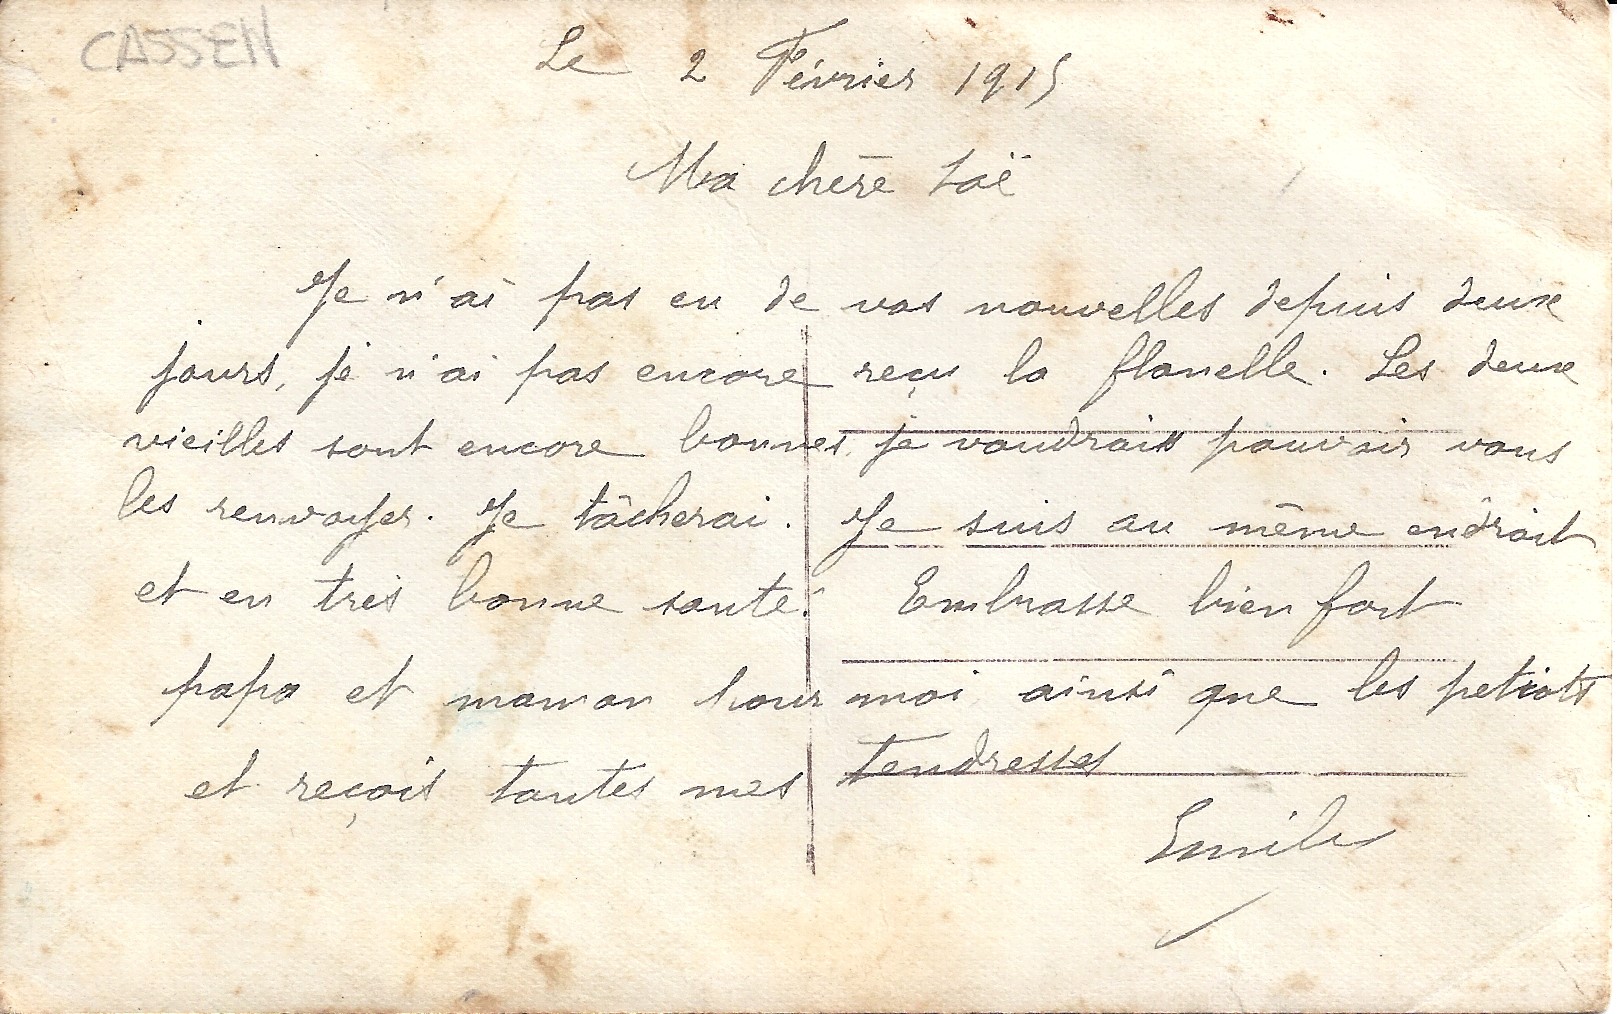 CASSEN
Le 2 Février 1915
Ma chère Zoë
Je n'ai pas eu de vos nouvelles depuis deux
jours, je n'ai pas encore reçu la flanelle. Les deux
vieilles sont encore bonnes, je voudrais pouvoir vous
les renvoyer. Je tâcherai. Je suis au même endroit
et en très bonne santé. Embrasse bien fort
papa et maman pour moi ainsi que les petiots
et reçois toutes mes tendresses
Emile